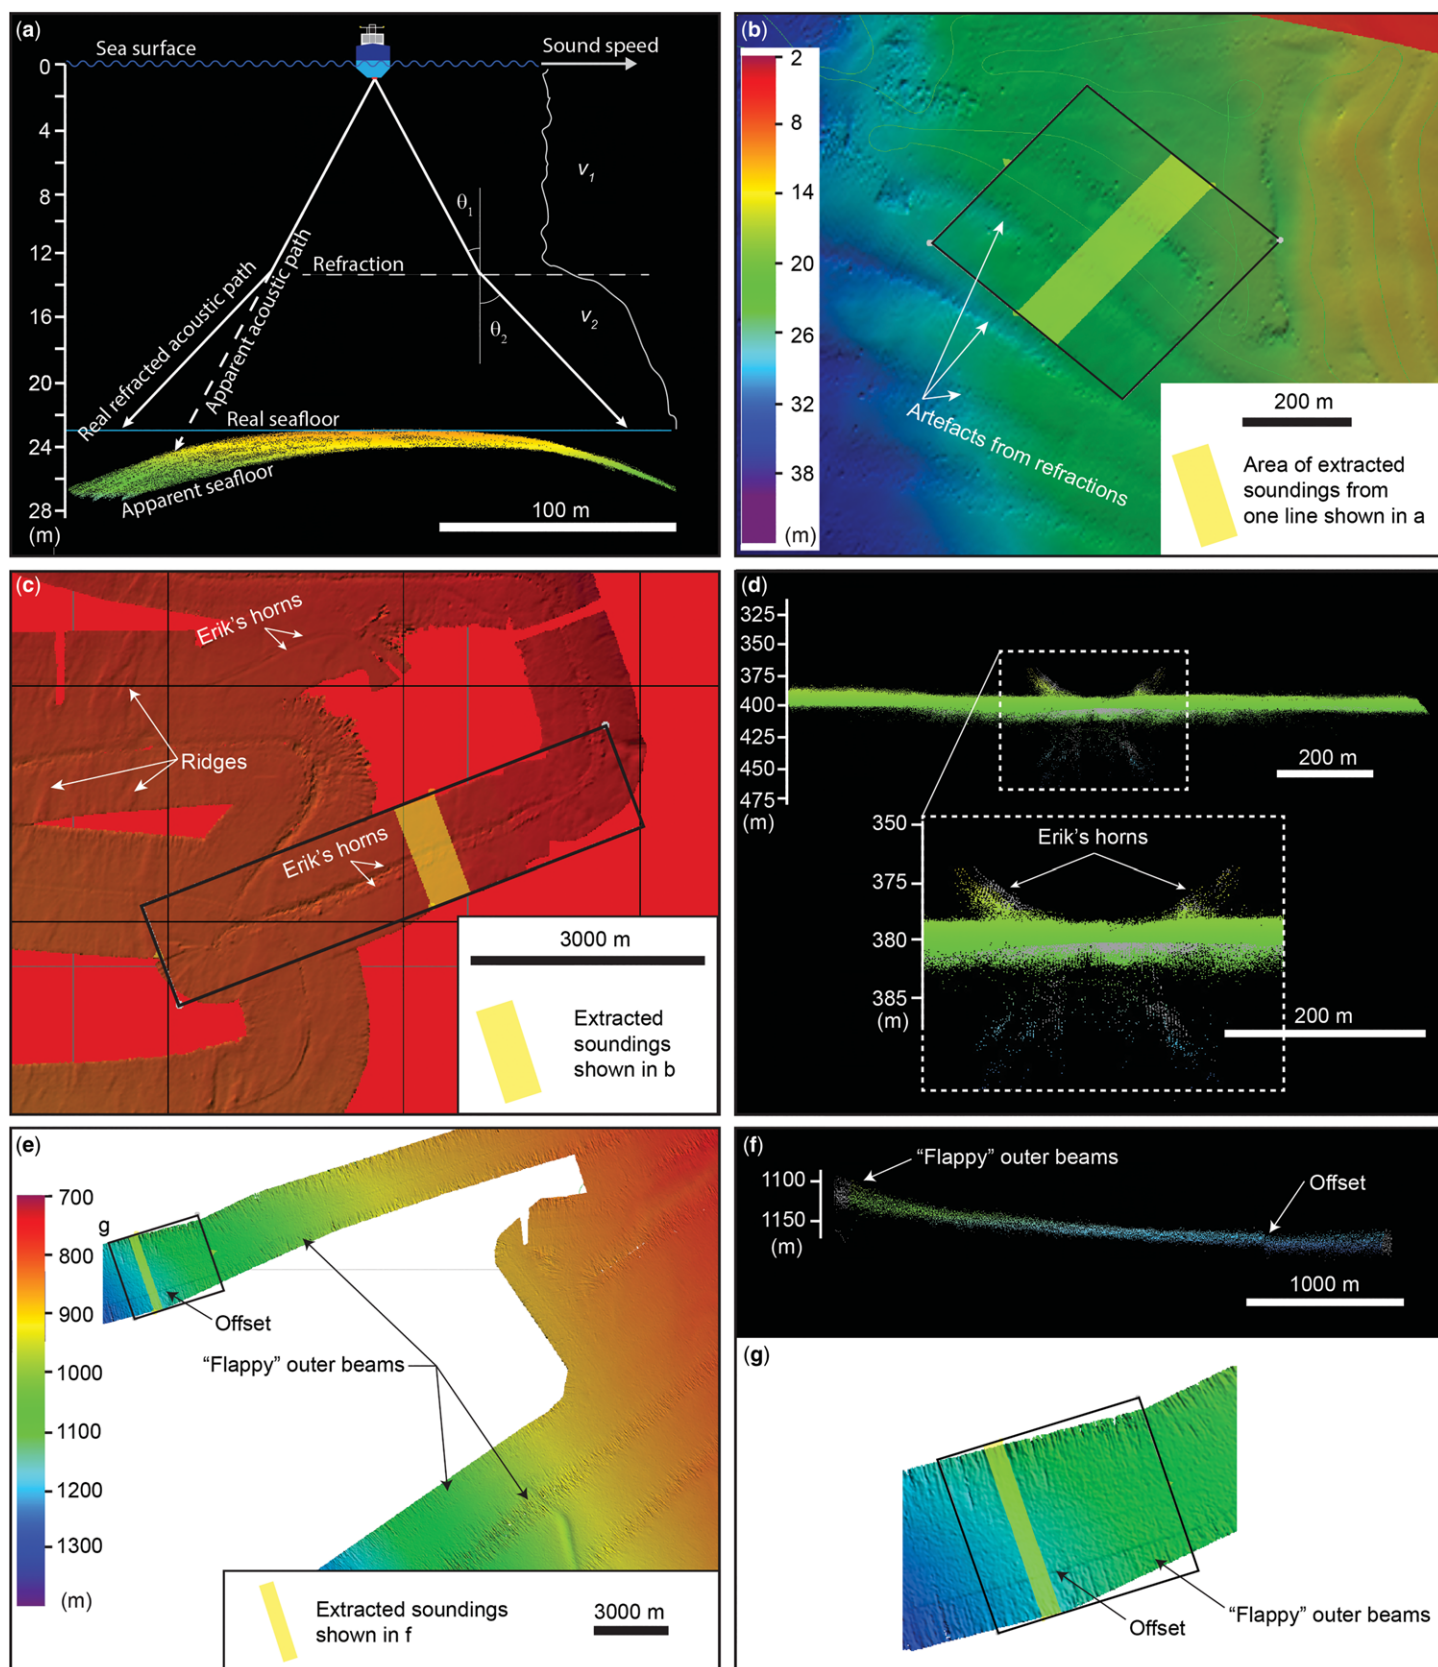 (a)
Sea surface
Sound speed
0
4
8
12
16
20
24
28
(m)
v1
θ1
Refraction
Real refracted acoustic path
Apparent acoustic path
θ2
v2
Real seafloor
Apparent seafloor
100 m
(b)
2
8
14
20
26
32
38
(m)
Artefacts from refractions
200 m
Area of extracted
soundings from
one line shown in a
(c)
Erik's horns
Ridges
Erik's horns
3000 m
Extracted
soundings
shown in b
(d)
325
350
375
400
425
450
475
(m)
200 m
350
375
380
385
(m)
Erik's horns
200 m
(e)
700
800
900
1000
1100
1200
1300
(m)
g
Offset
“Flappy” outer beams
Extracted soundings
shown in f
3000 m
(f)
“Flappy” outer beams
1100
1150
(m)
Offset
1000 m
(g)
“Flappy” outer beams
Offset